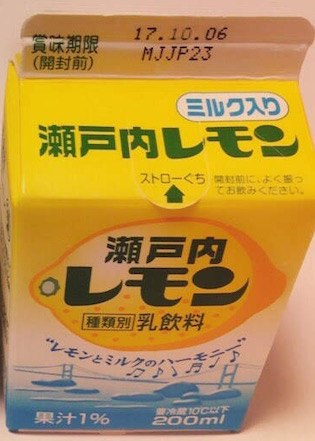 賞味期限
(開封前)
17.10.06
MJJP23
ミルク入り
瀬戸内レモン
ストローぐち
開封前に、よく振っ
てお飲みください。
瀬戸内
レモン
種類別 乳飲料
“レモンとミルクのハーモニー”
果汁1%
要冷蔵10℃以下
200ml